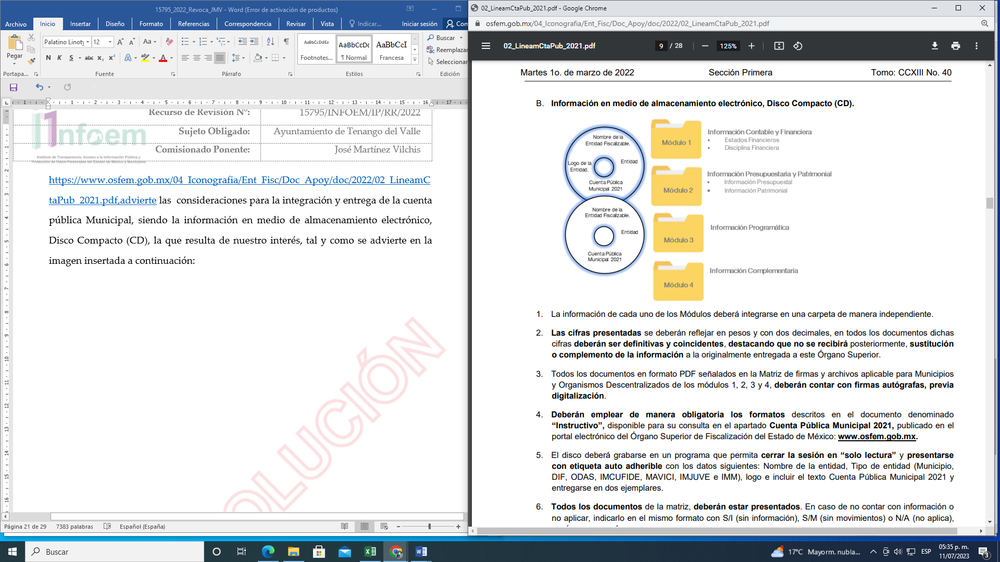 15795_2022_Revoca_JMV - Word (Error de activación de productos)
Archivo Inicio Insertar Diseño Formato Referencias Correspondencia Revisar Vista Indicar... Iniciar sesión Com
Pegar
Palatino Linoty 12
N K S abc x₂ x²
AaBbCcDdEe AaBbCcDc AaBbCcI
Footnotes... ¶ Normal Francesa
Buscar
Reemplazar
Seleccionar
Portapa... Fuente Párrafo Estilos Edición
Recurso de Revisión N°: 15795/INFOEM/IP/RR/2022
Sujeto Obligado: Ayuntamiento de Tenango del Valle
Comisionado Ponente: José Martínez Vilchis
infoem
Instituto de Transparencia, Acceso a la Información Pública y
Protección de Datos Personales del Estado de México y Municipios
https://www.osfem.gob.mx/04_Iconografia/Ent_Fisc/Doc_Apoy/doc/2022/02_LineamC
taPub_2021.pdf,advierte las consideraciones para la integración y entrega de la cuenta
pública Municipal, siendo la información en medio de almacenamiento electrónico,
Disco Compacto (CD), la que resulta de nuestro interés, tal y como se advierte en la
imagen insertada a continuación:
OLUCIÓN
Página 21 de 29 7383 palabras Español (España)
02_LineamCtaPub_2021.pdf - Google Chrome
osfem.gob.mx/04_Iconografia/Ent_Fisc/Doc_Apoy/doc/2022/02_LineamCtaPub_2021.pdf
02_LineamCtaPub_2021.pdf 9 / 28 125%
Martes 1o. de marzo de 2022 Sección Primera Tomo: CCXIII No. 40
B. Información en medio de almacenamiento electrónico, Disco Compacto (CD).
Nombre de la
Entidad Fiscalizable.
Logo de la
Entidad.
Entidad
Cuenta Pública
Municipal 2021
Nombre de la
Entidad Fiscalizable.
Entidad
Cuenta Pública
Municipal 2021
Módulo 1
Información Contable y Financiera
• Estados Financieros
• Disciplina Financiera
Módulo 2
Información Presupuestaria y Patrimonial
• Información Presupuestal
• Información Patrimonial
Módulo 3
Información Programática
Módulo 4
Información Complementaria
1. La información de cada uno de los Módulos deberá integrarse en una carpeta de manera independiente.
2. Las cifras presentadas se deberán reflejar en pesos y con dos decimales, en todos los documentos dichas
cifras deberán ser definitivas y coincidentes, destacando que no se recibirá posteriormente, sustitución
o complemento de la información a la originalmente entregada a este Órgano Superior.
3. Todos los documentos en formato PDF señalados en la Matriz de firmas y archivos aplicable para Municipios
y Organismos Descentralizados de los módulos 1, 2, 3 y 4, deberán contar con firmas autógrafas, previa
digitalización.
4. Deberán emplear de manera obligatoria los formatos descritos en el documento denominado
“Instructivo”, disponible para su consulta en el apartado Cuenta Pública Municipal 2021, publicado en el
portal electrónico del Órgano Superior de Fiscalización del Estado de México: www.osfem.gob.mx.
5. El disco deberá grabarse en un programa que permita cerrar la sesión en “solo lectura” y presentarse
con etiqueta auto adherible con los datos siguientes: Nombre de la entidad, Tipo de entidad (Municipio,
DIF, ODAS, IMCUFIDE, MAVICI, IMJUVE e IMM), logo e incluir el texto Cuenta Pública Municipal 2021 y
entregarse en dos ejemplares.
6. Todos los documentos de la matriz, deberán estar presentados. En caso de no contar con información o
no aplicar, indicarlo en el mismo formato con S/I (sin información), S/M (sin movimientos) o N/A (no aplica),
Buscar
17°C Mayorm. nubla... ESP 05:35 p. m.
11/07/2023
3